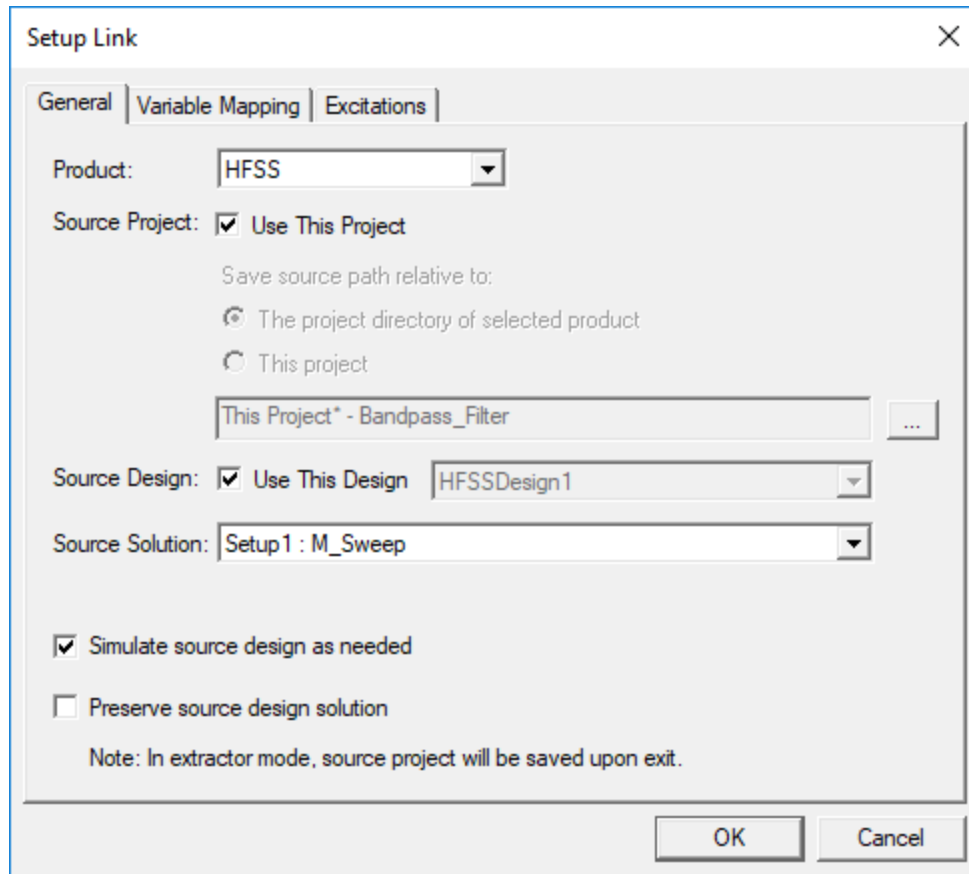 Setup Link
General Variable Mapping Excitations
Product: HFSS
Source Project: Use This Project
Save source path relative to:
The project directory of selected product
This project
This Project* - Bandpass_Filter
...
Source Design: Use This Design HFSSDesign1
Source Solution: Setup1 : M_Sweep
Simulate source design as needed
Preserve source design solution
Note: In extractor mode, source project will be saved upon exit.
OK Cancel